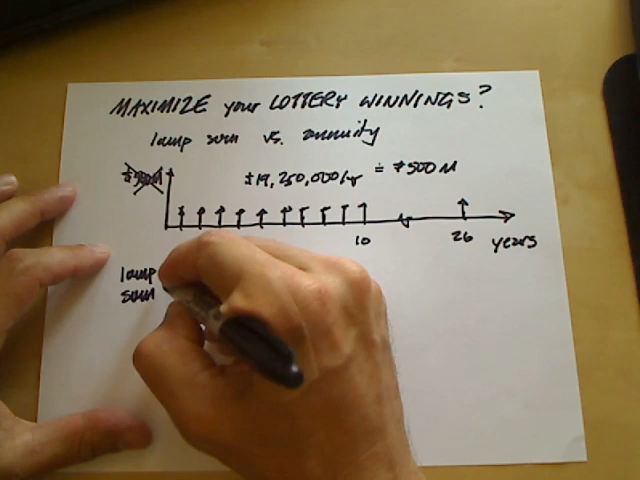 MAXIMIZE your LOTTERY WINNINGS?
lump sum vs. annuity
$19,250,000/yr = $500 M
10
26
years
lump
sum